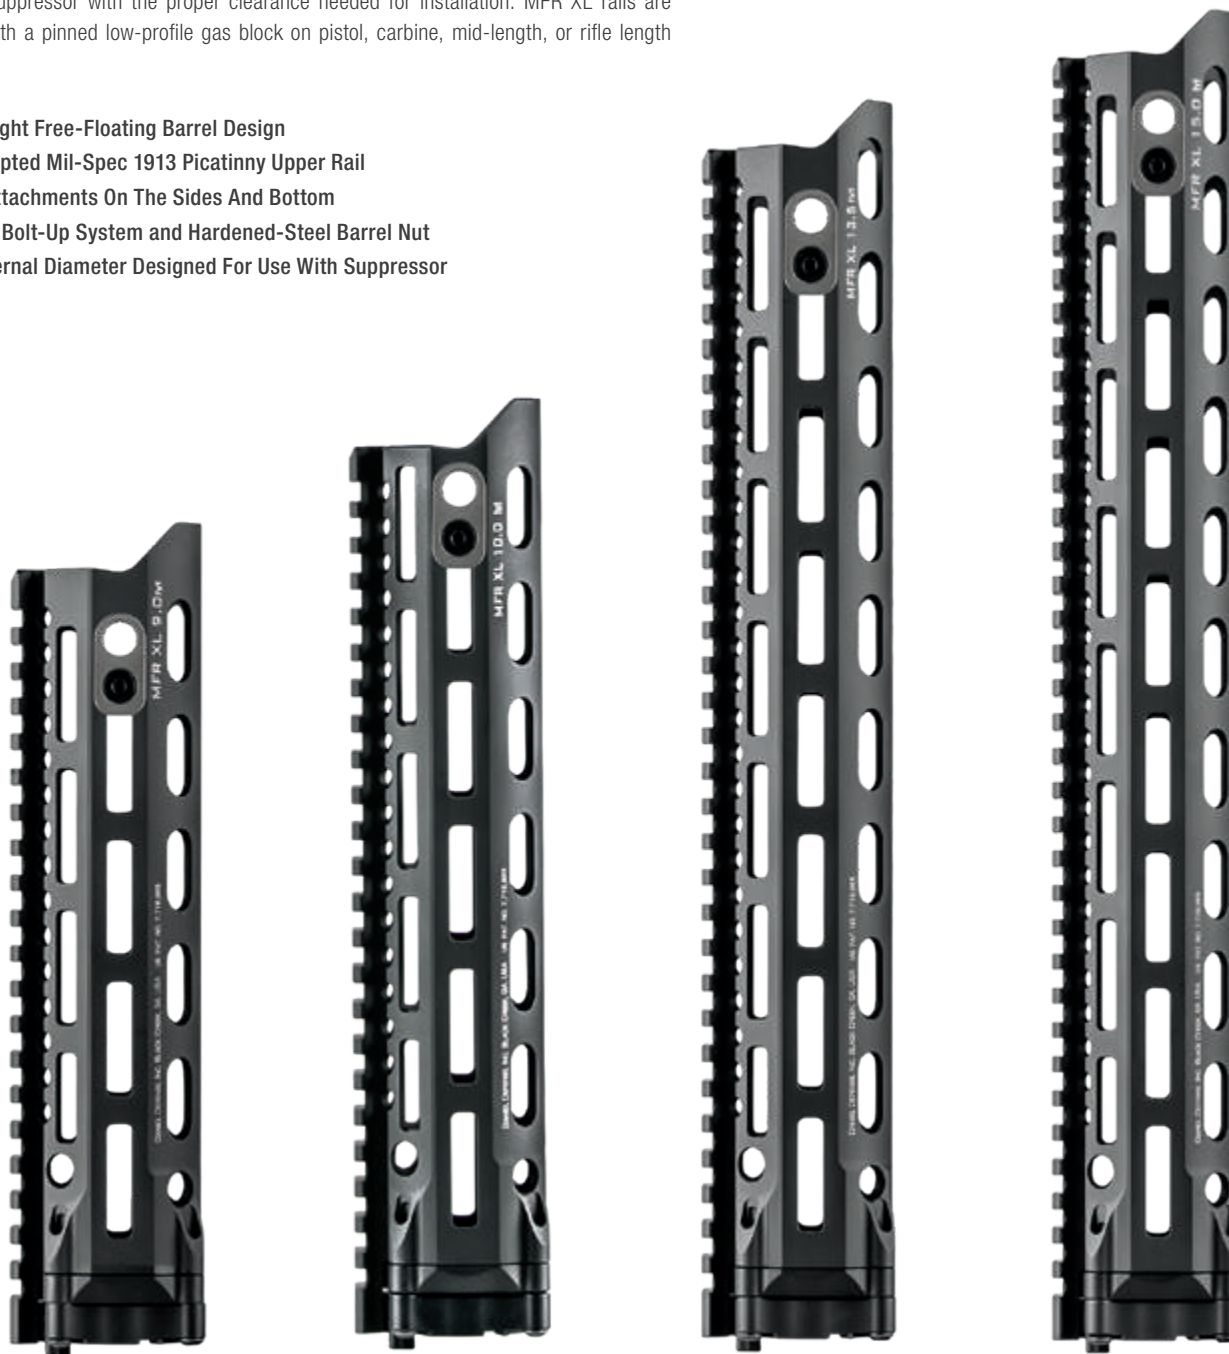 uppressor with the proper clearance needed for installation. MFR XL rails are
th a pinned low-profile gas block on pistol, carbine, mid-length, or rifle length
ght Free-Floating Barrel Design
pted Mil-Spec 1913 Picatinny Upper Rail
ttachments On The Sides And Bottom
Bolt-Up System and Hardened-Steel Barrel Nut
ernal Diameter Designed For Use With Suppressor
MFR XL 9.0M
MFR XL 10.0 M
MFR XL 13.5 M
MFR XL 15.0 M